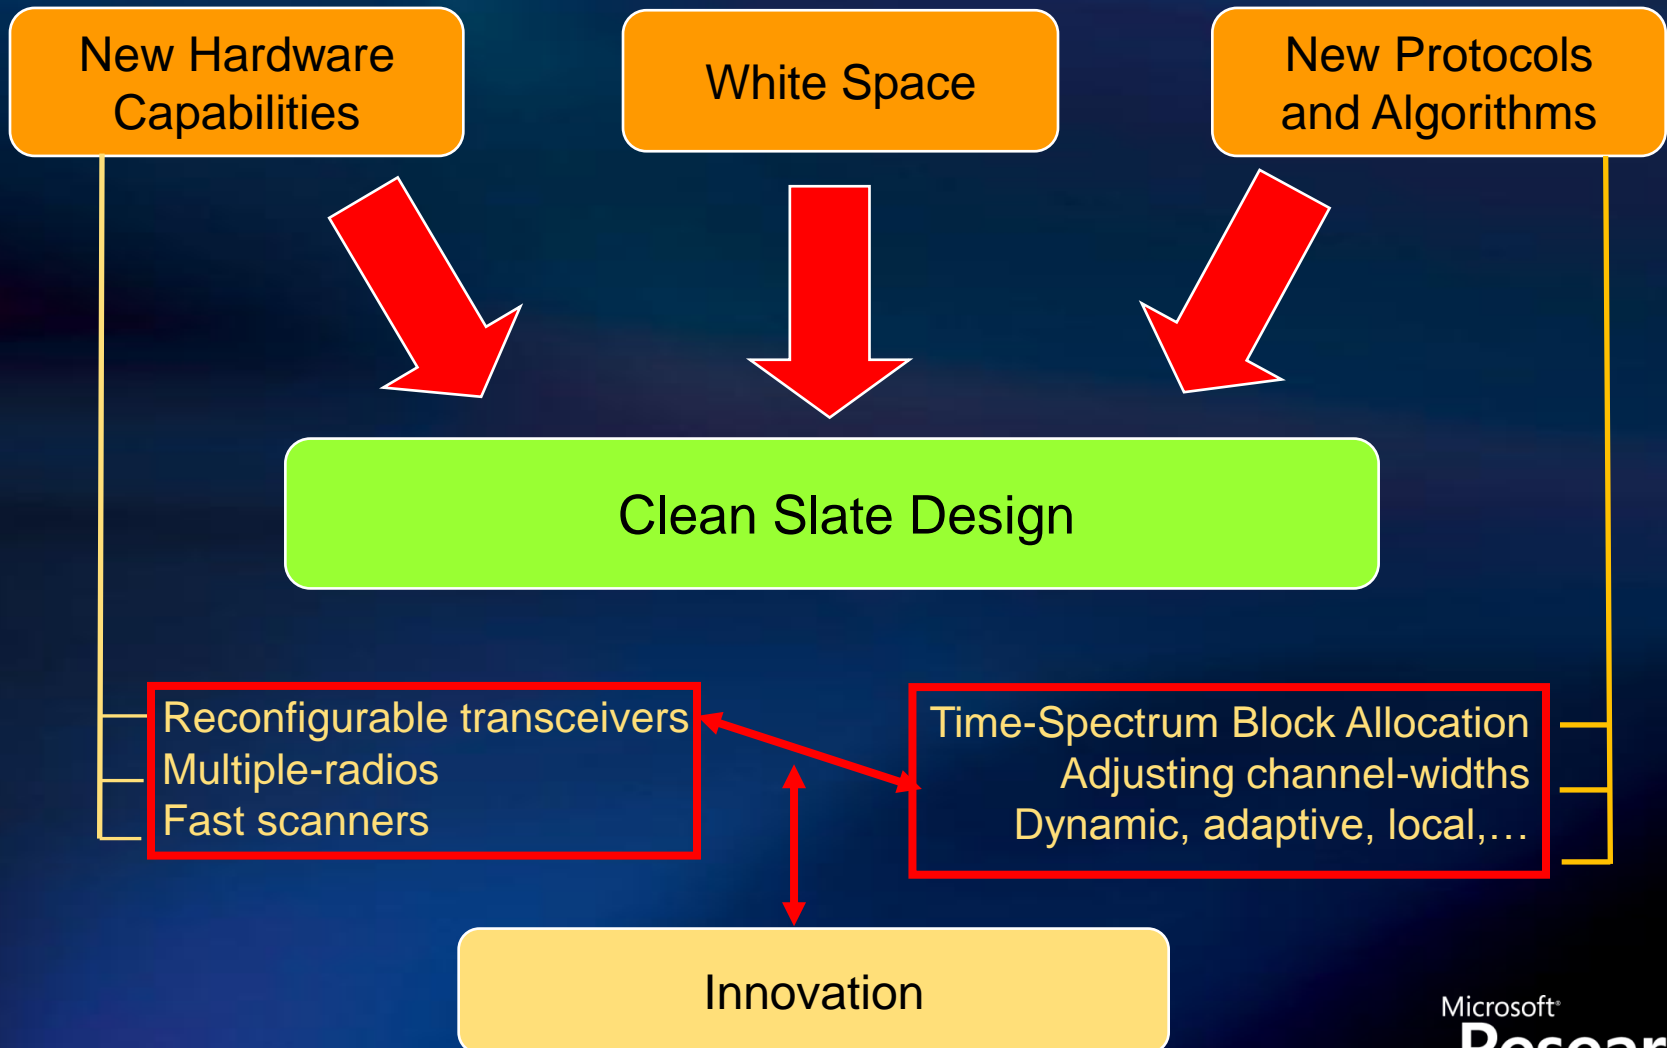 New Hardware
Capabilities
White Space
New Protocols
and Algorithms
Clean Slate Design
Reconfigurable transceivers
Multiple-radios
Fast scanners
Time-Spectrum Block Allocation
Adjusting channel-widths
Dynamic, adaptive, local,…
Innovation
Microsoft®